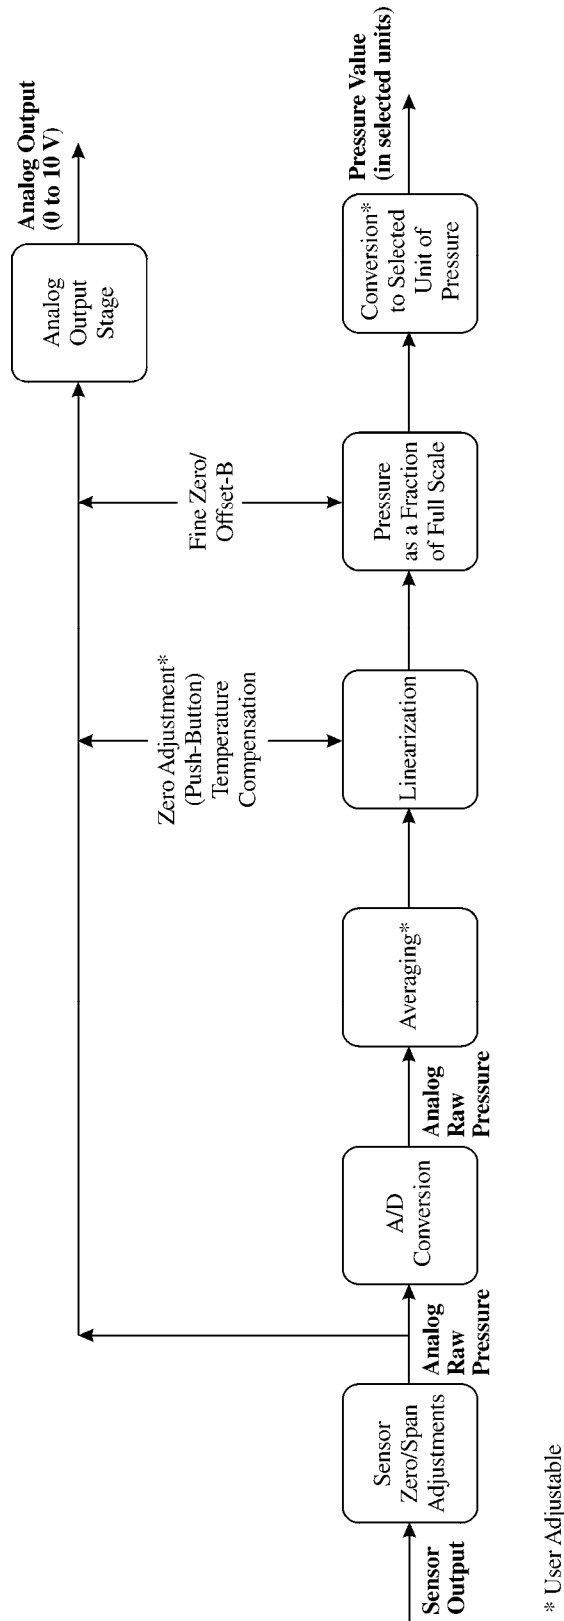 Analog Output
(0 to 10 V)
Analog
Output
Stage
Pressure Value
(in selected units)
Conversion*
to Selected
Unit of
Pressure
Fine Zero/
Offset-B
Pressure
as a Fraction
of Full Scale
Zero Adjustment*
(Push-Button)
Temperature
Compensation
Linearization
Averaging*
Analog
Raw
Pressure
A/D
Conversion
Analog
Raw
Pressure
Sensor
Zero/Span
Adjustments
Sensor
Output
* User Adjustable